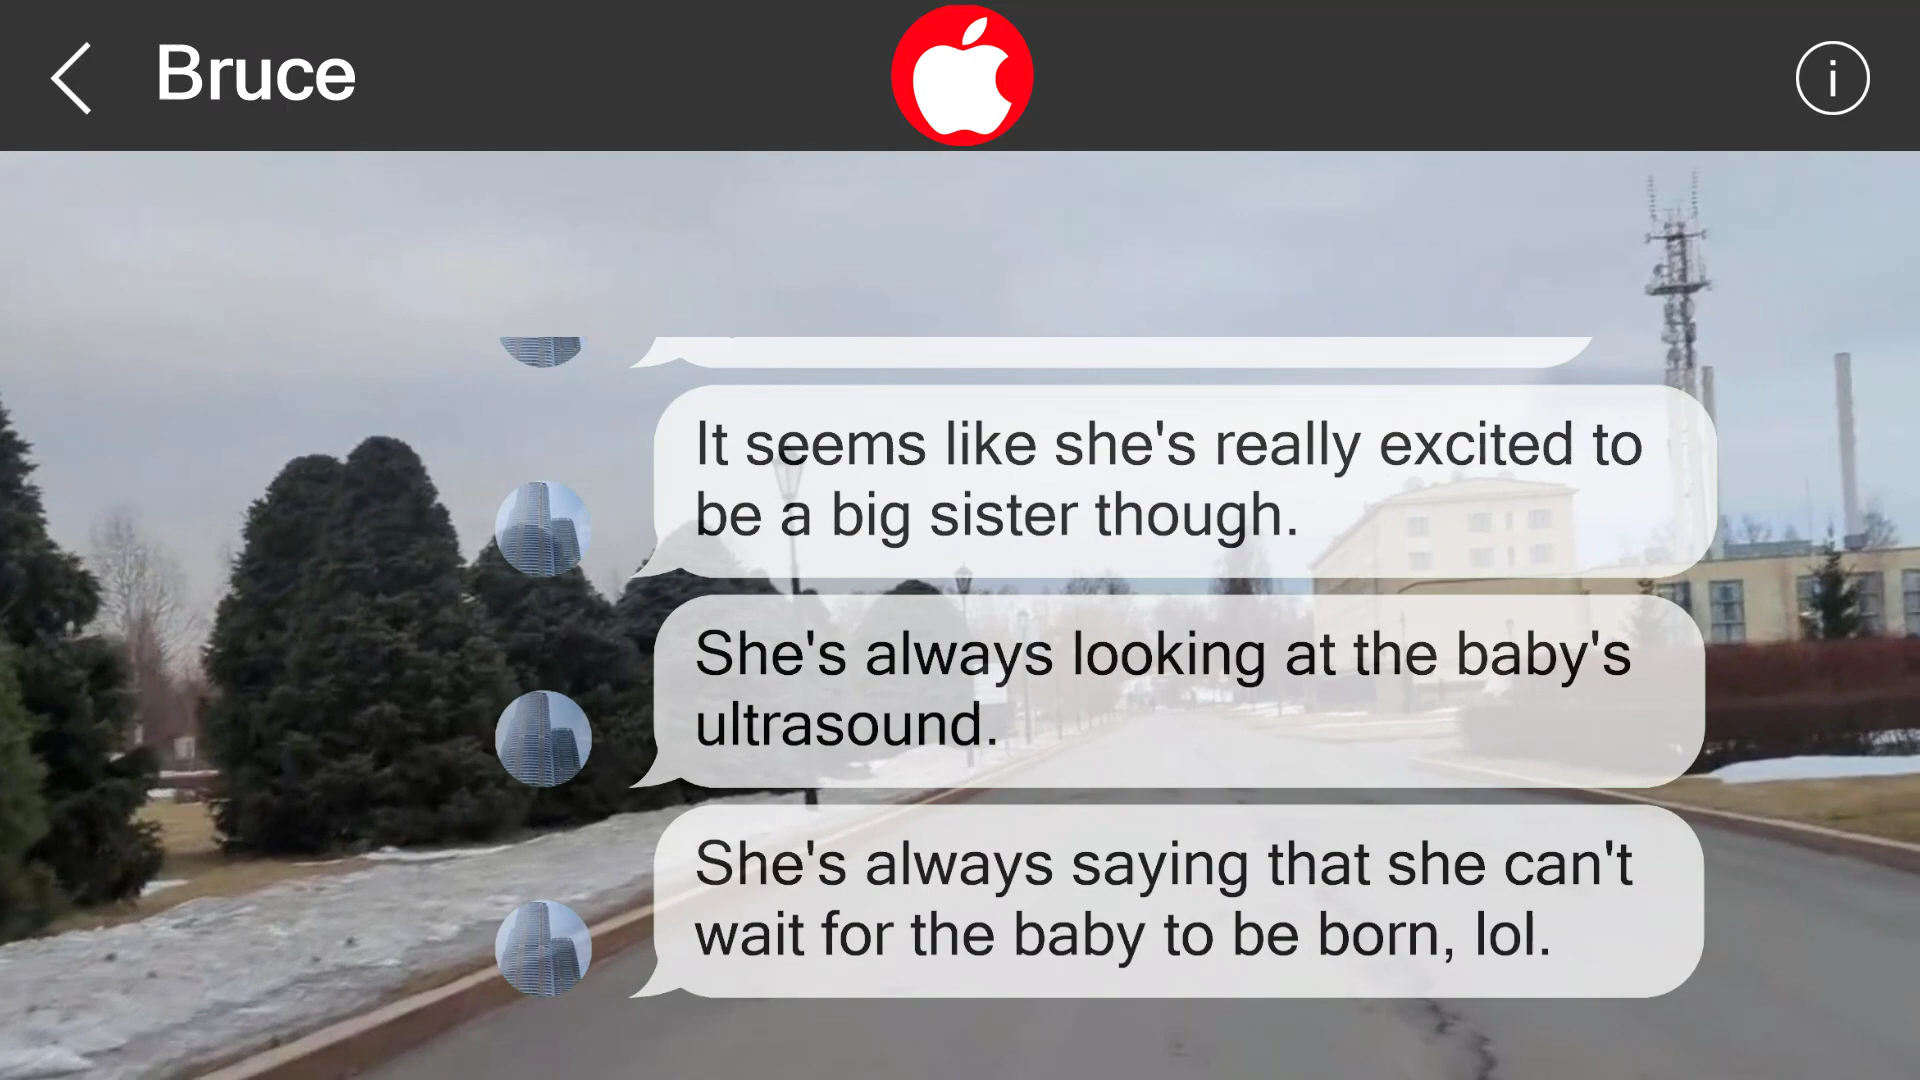 Bruce
It seems like she's really excited to
be a big sister though.
She's always looking at the baby's
ultrasound.
She's always saying that she can't
wait for the baby to be born, lol.